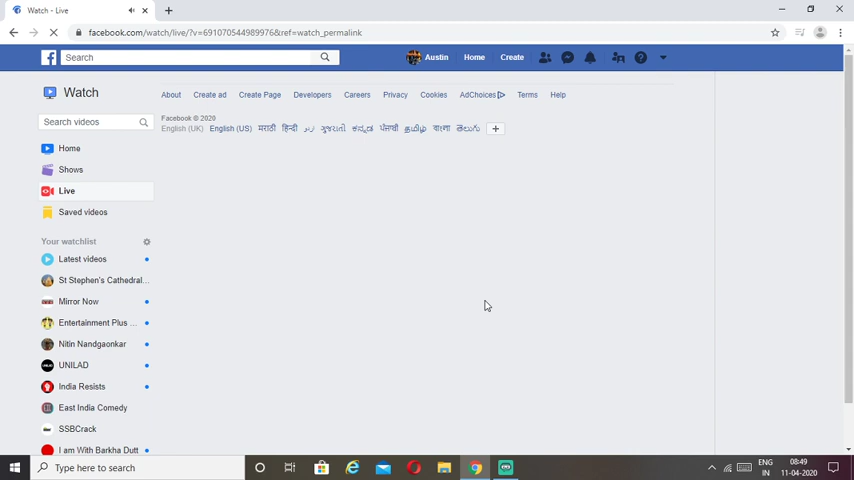 Watch - Live
facebook.com/watch/live/?v=691070544989976&ref=watch_permalink
Search
Austin Home Create
Watch
About Create ad Create Page Developers Careers Privacy Cookies AdChoices Terms Help
Facebook © 2020
English (UK) English (US) मराठी हिन्दी اردو ગુજરાતી ಕನ್ನಡ ਪੰਜਾਬੀ தமிழ் বাংলা తెలుగు +
Search videos
Home
Shows
Live
Saved videos
Your watchlist
Latest videos
St Stephen's Cathedral...
Mirror Now
Entertainment Plus ...
Nitin Nandgaonkar
UNILAD
India Resists
East India Comedy
SSBCrack
I am With Barkha Dutt
Type here to search
ENG
IN
08:49
11-04-2020